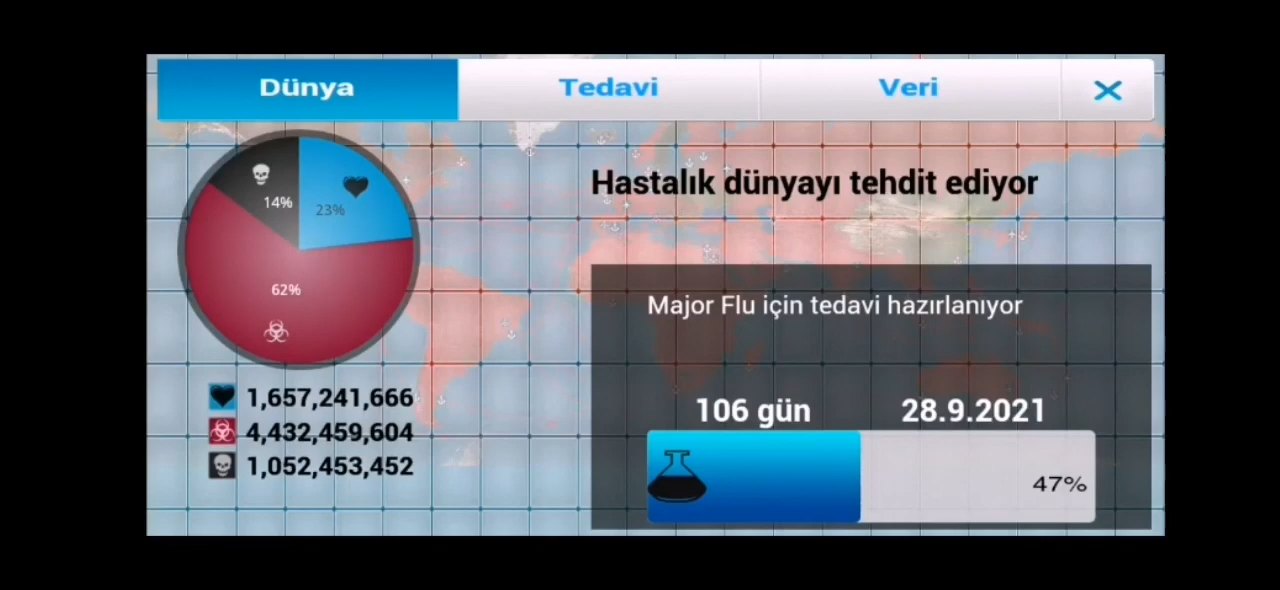 Dünya
Tedavi
Veri
14%
23%
62%
1,657,241,666
4,432,459,604
1,052,453,452
Hastalık dünyayı tehdit ediyor
Major Flu için tedavi hazırlanıyor
106 gün
28.9.2021
47%